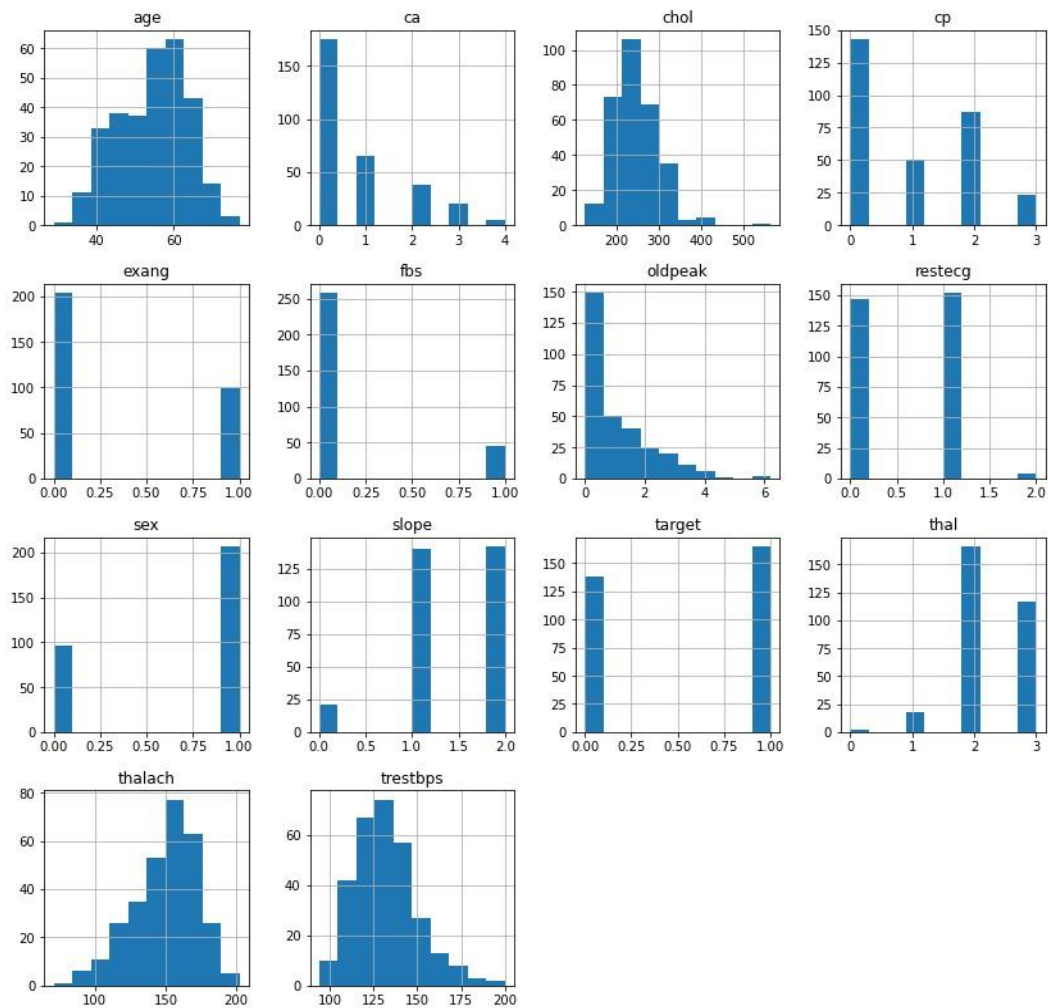 age ca chol cp
60 50 40 30 20 10 0
40 60
150 100 50 0
0 1 2 3 4
100 80 60 40 20 0
200 300 400 500
150 125 100 75 50 25 0
0 1 2 3
exang fbs oldpeak restecg
200 150 100 50 0
0.00 0.25 0.50 0.75 1.00
250 200 150 100 50 0
0.00 0.25 0.50 0.75 1.00
150 125 100 75 50 25 0
0 2 4 6
150 125 100 75 50 25 0
0.0 0.5 1.0 1.5 2.0
sex slope target thal
200 150 100 50 0
0.00 0.25 0.50 0.75 1.00
125 100 75 50 25 0
0.0 0.5 1.0 1.5 2.0
150 125 100 75 50 25 0
0.00 0.25 0.50 0.75 1.00
150 125 100 75 50 25 0
0 1 2 3
thalach trestbps
80 60 40 20 0
100 150 200
60 40 20 0
100 125 150 175 200